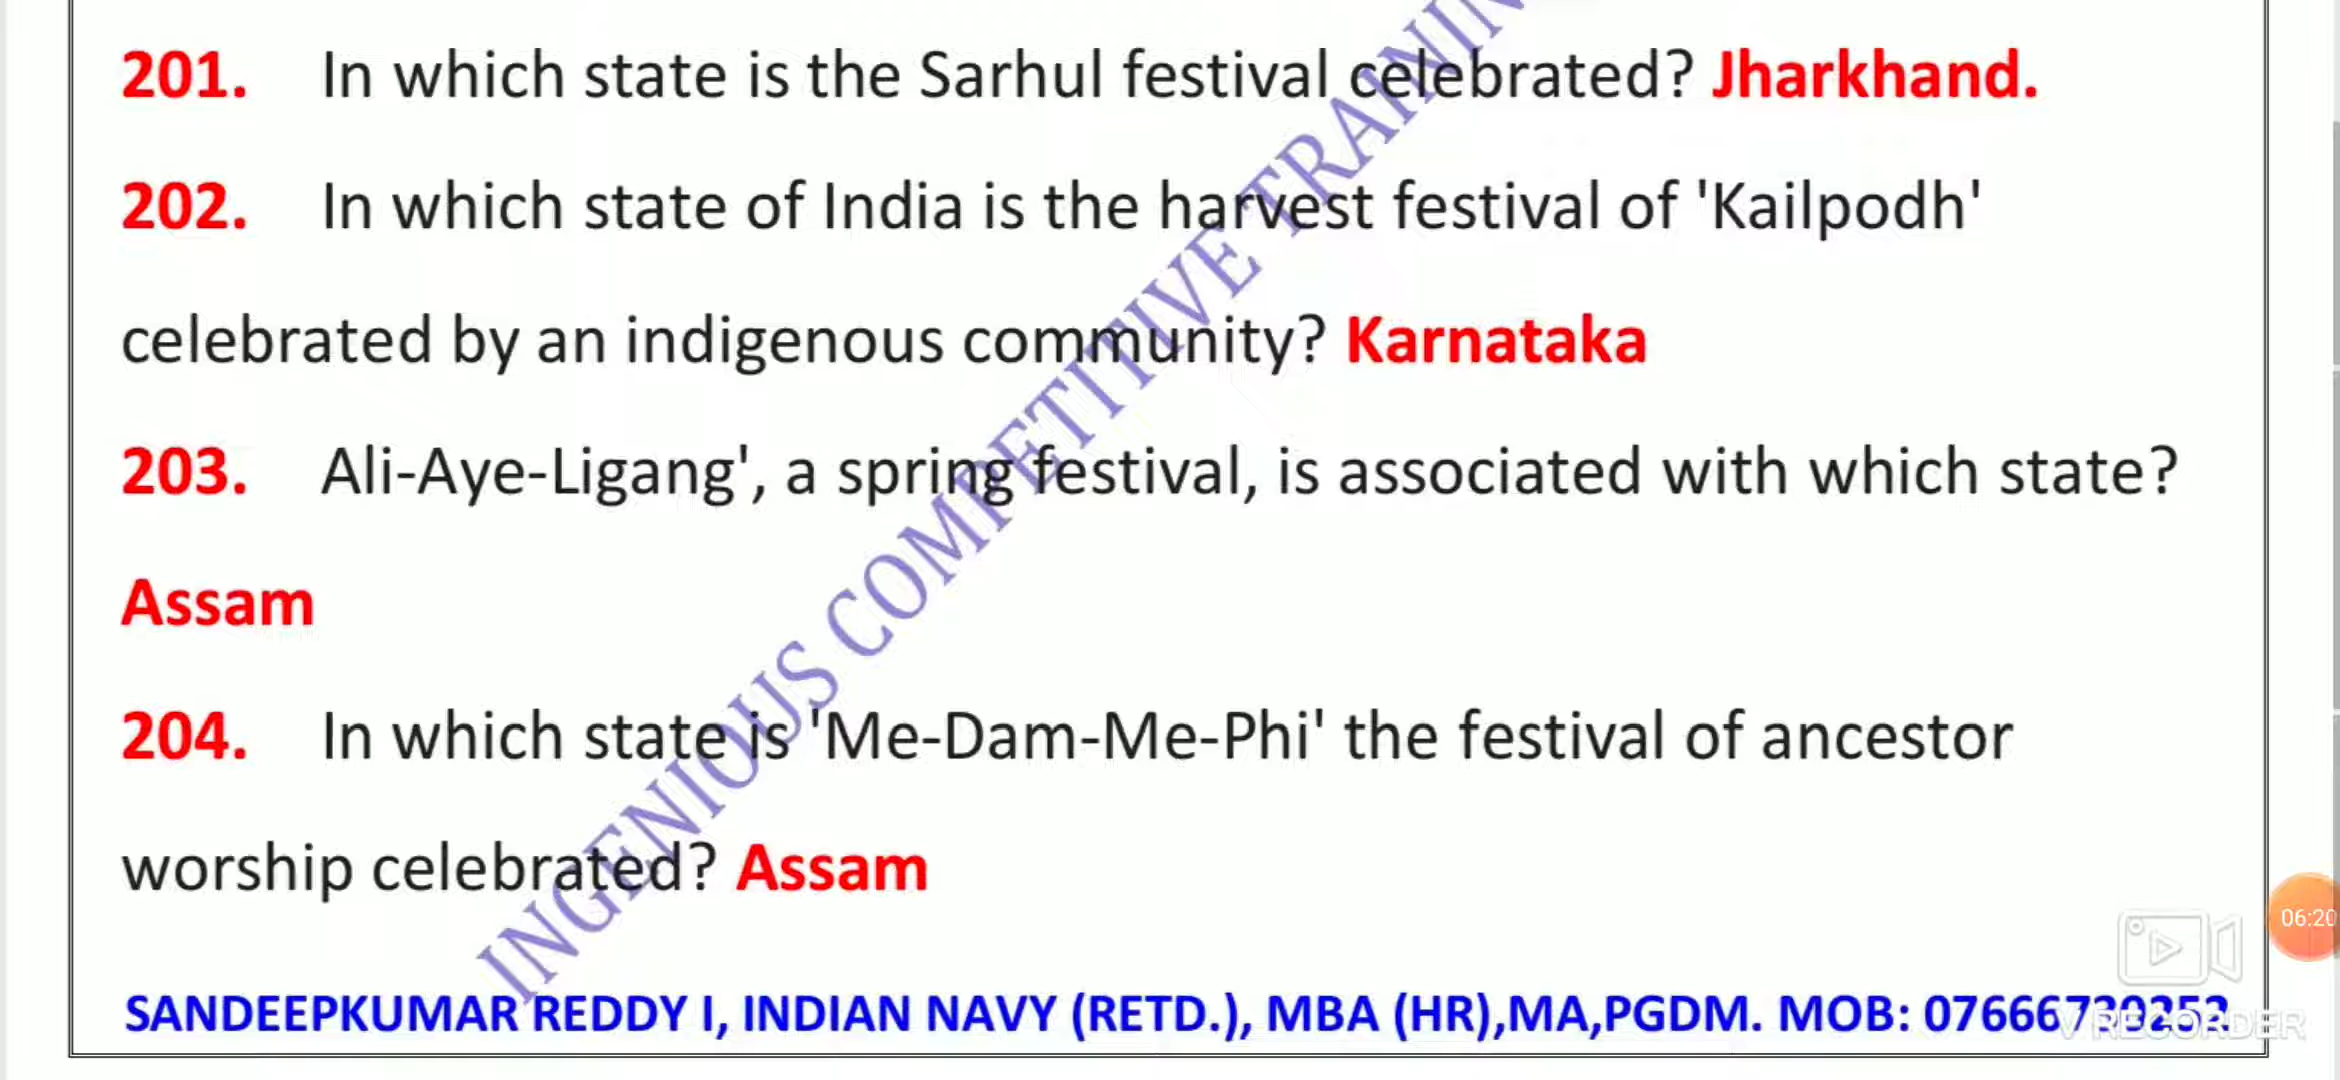 201. In which state is the Sarhul festival celebrated? Jharkhand.
202. In which state of India is the harvest festival of 'Kailpodh'
celebrated by an indigenous community? Karnataka
203. Ali-Aye-Ligang', a spring festival, is associated with which state?
Assam
204. In which state is 'Me-Dam-Me-Phi' the festival of ancestor
worship celebrated? Assam
INGENIOUS COMPETITIVE
06:20
SANDEEPKUMAR REDDY I, INDIAN NAVY (RETD.), MBA (HR),MA,PGDM. MOB:
RECORDER